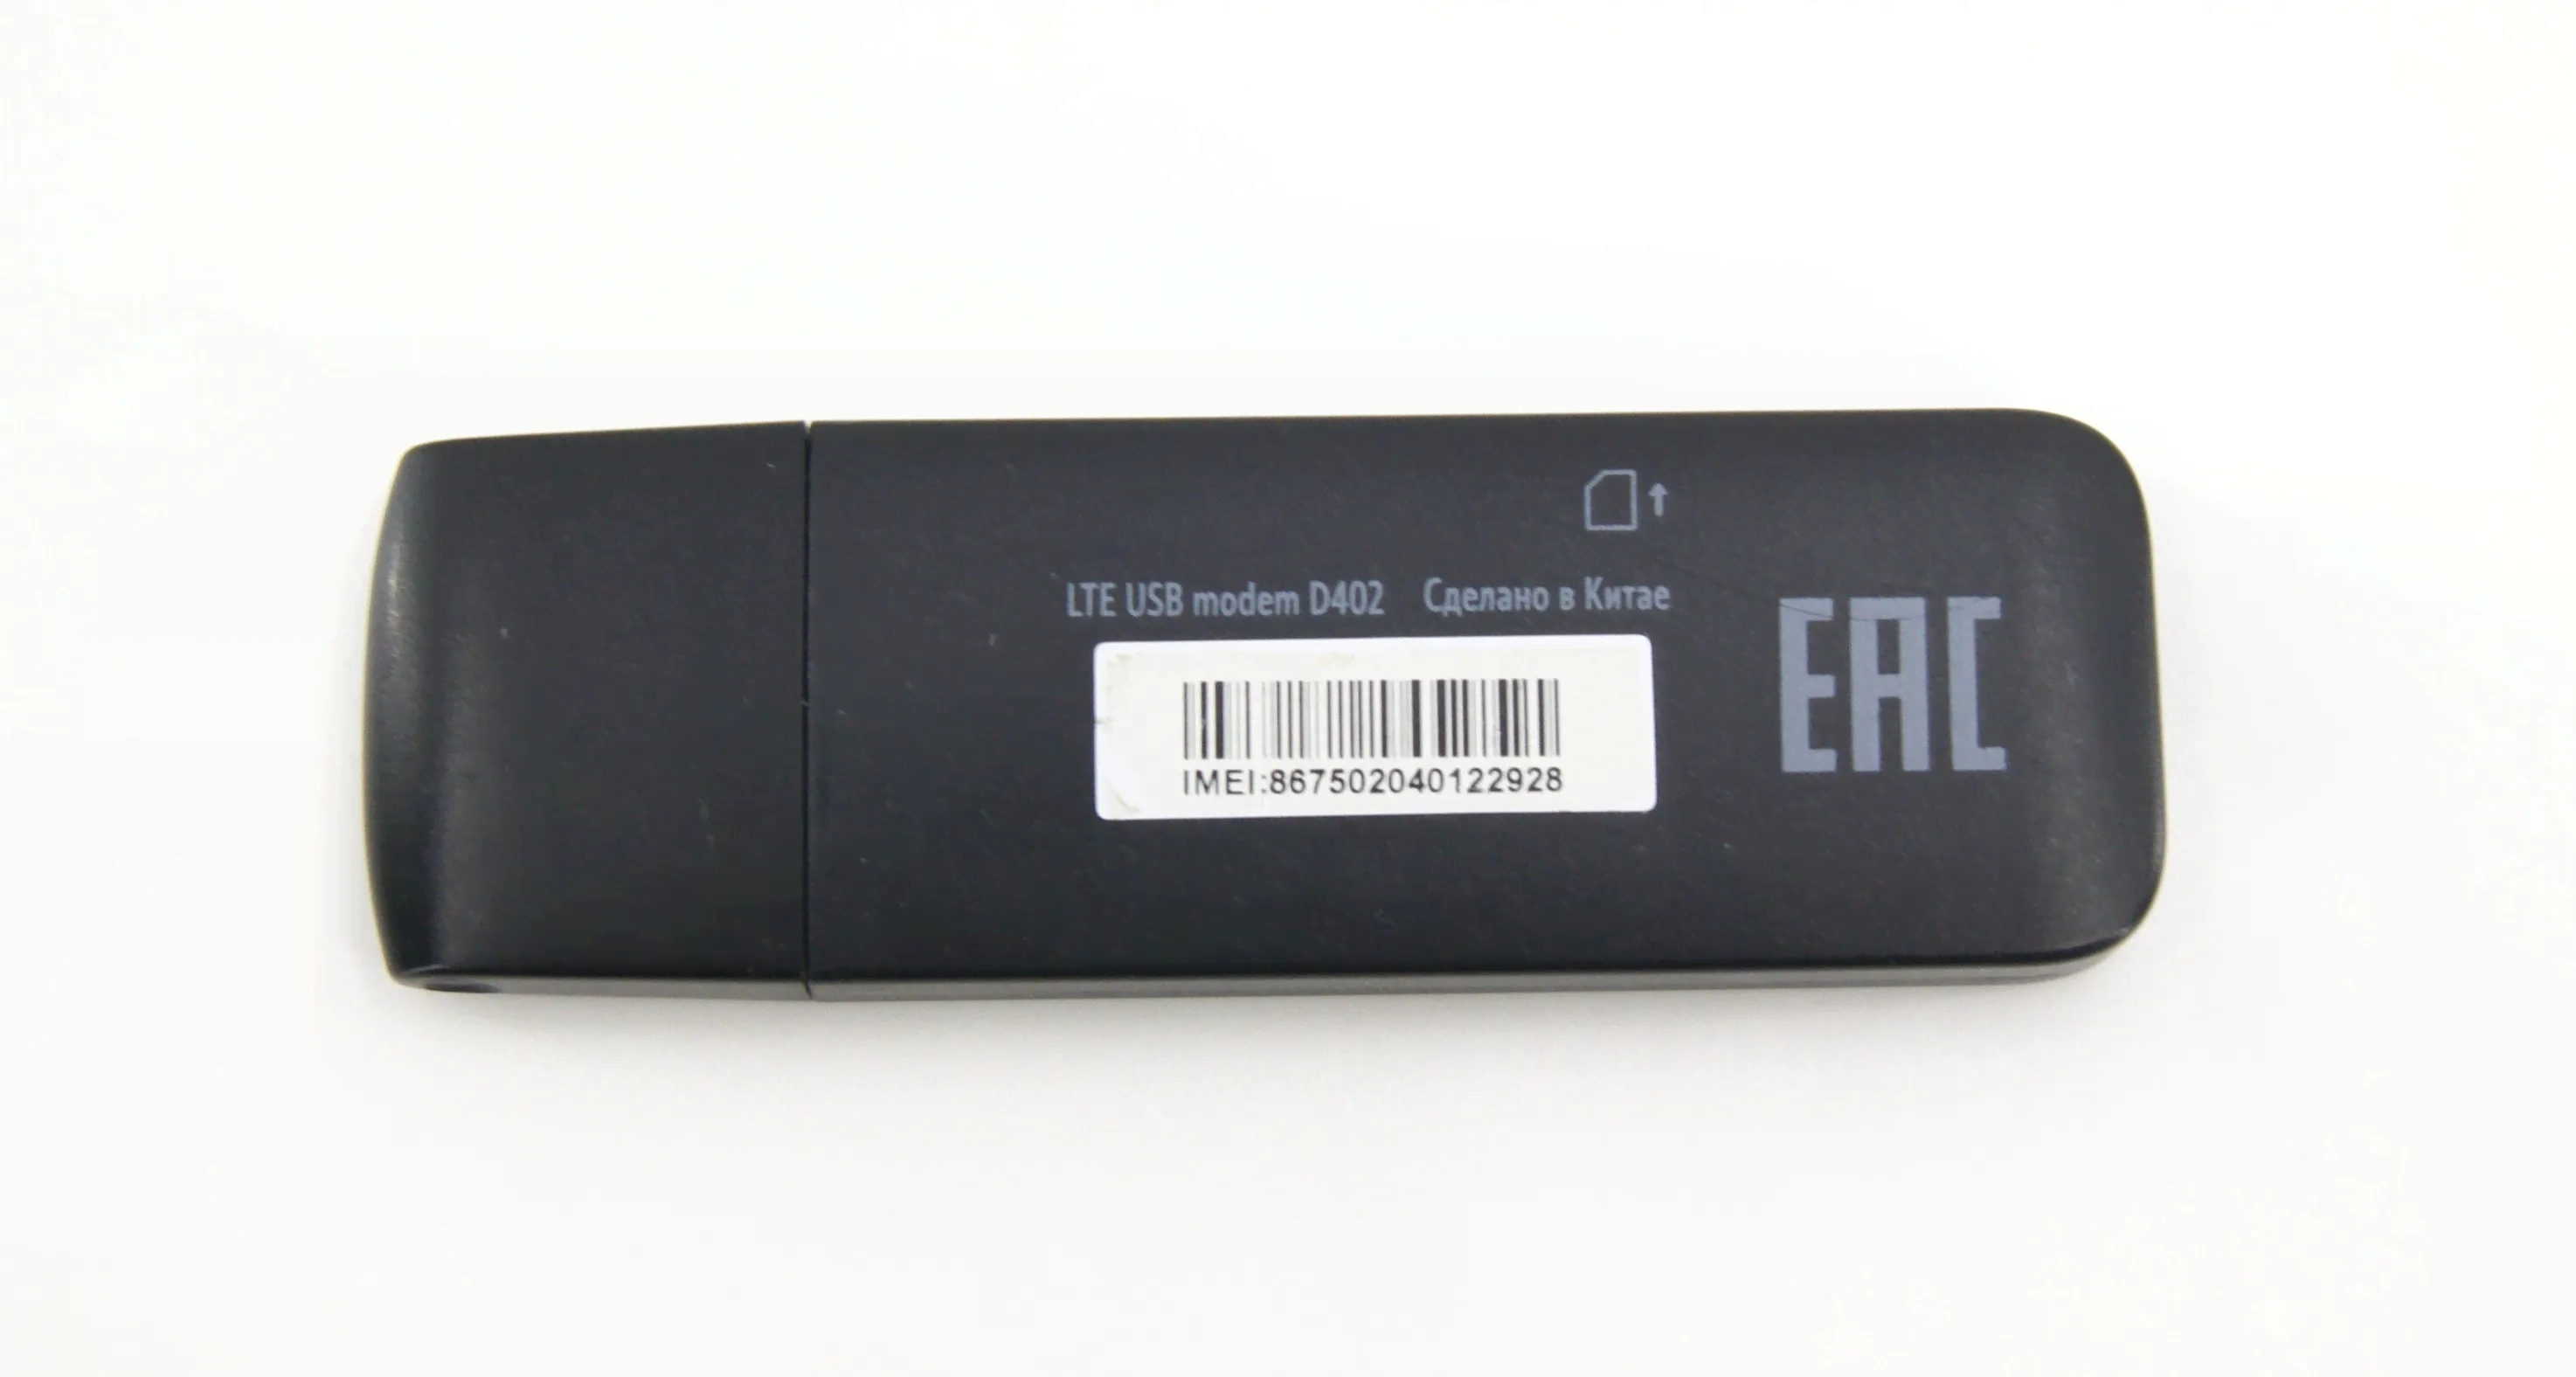 LTE USB modem D402 Сделано в Китае
IMEI:867502040122928
EAC